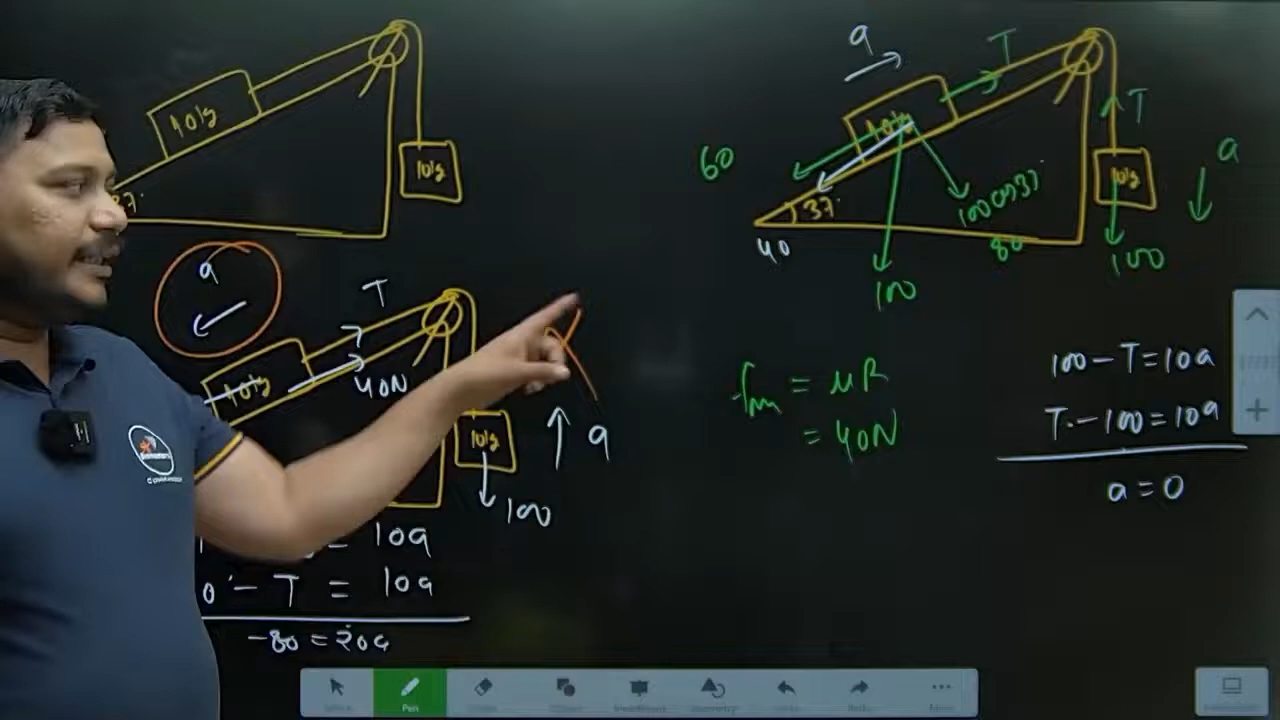 10kg
10kg
37°
a
T
10kg
40N
10kg
a
100
= 10a
- T = 10a
-80 = 20a
a
T
T
10kg
60
10kg
a
37°
100cos37°
40
80
100
100
fm = μR
= 40N
100 - T = 10a
T - 100 = 10a
a = 0
Pen